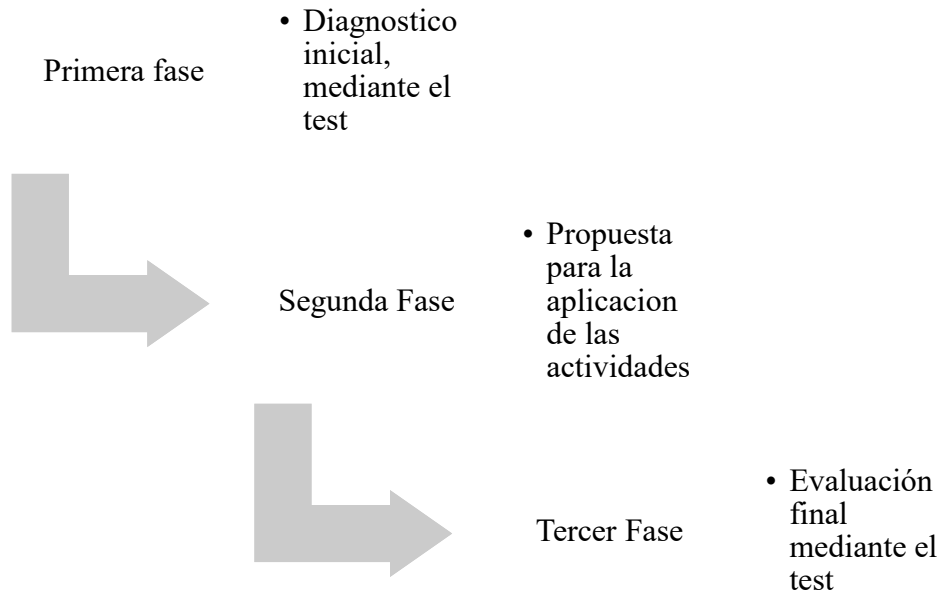 Primera fase
• Diagnostico
inicial,
mediante el
test
Segunda Fase
• Propuesta
para la
aplicacion
de las
actividades
Tercer Fase
• Evaluación
final
mediante el
test